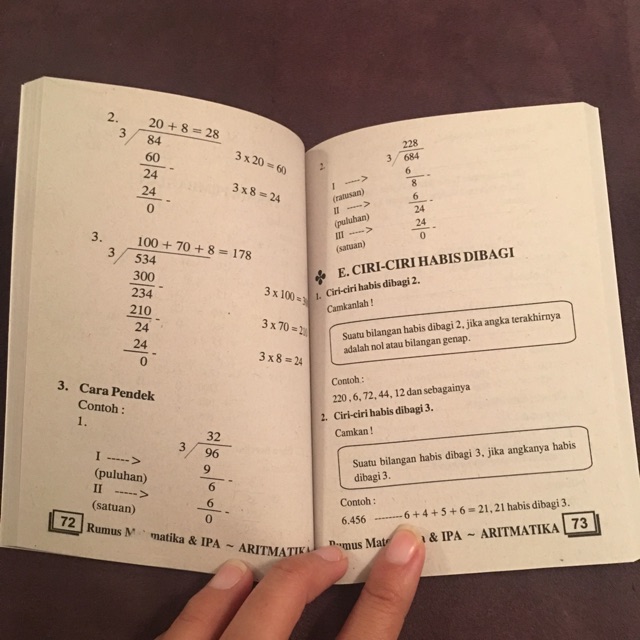 2. 20 + 8 = 28
3 84
60 - 3 x 20 = 60
24
24 - 3 x 8 = 24
0
3. 100 + 70 + 8 = 178
3 534
300 -
234 3 x 100 =
210 -
24 3 x 70 =
24 -
0 3 x 8 = 24
3. Cara Pendek
Contoh :
1.
32
3 96
I -----> 9 -
(puluhan) 6
II -----> 6 -
(satuan) 0
72 Rumus & IPA ~ ARITMATIKA
2. 228
3 684
I -----> 6 -
(ratusan) 8
II -----> 6 -
(puluhan) 24
III -----> 24 -
(satuan) 0
E. CIRI-CIRI HABIS DIBAGI
1. Ciri-ciri habis dibagi 2.
Camkanlah !
Suatu bilangan habis dibagi 2, jika angka terakhirnya
adalah nol atau bilangan genap.
Contoh :
220 , 6, 72, 44, 12 dan sebagainya
2. Ciri-ciri habis dibagi 3.
Camkan !
Suatu bilangan habis dibagi 3, jika angkanya habis
dibagi 3.
Contoh :
6.456 --------- 6 + 4 + 5 + 6 = 21, 21 habis dibagi 3.
Rumus & IPA ~ ARITMATIKA 73